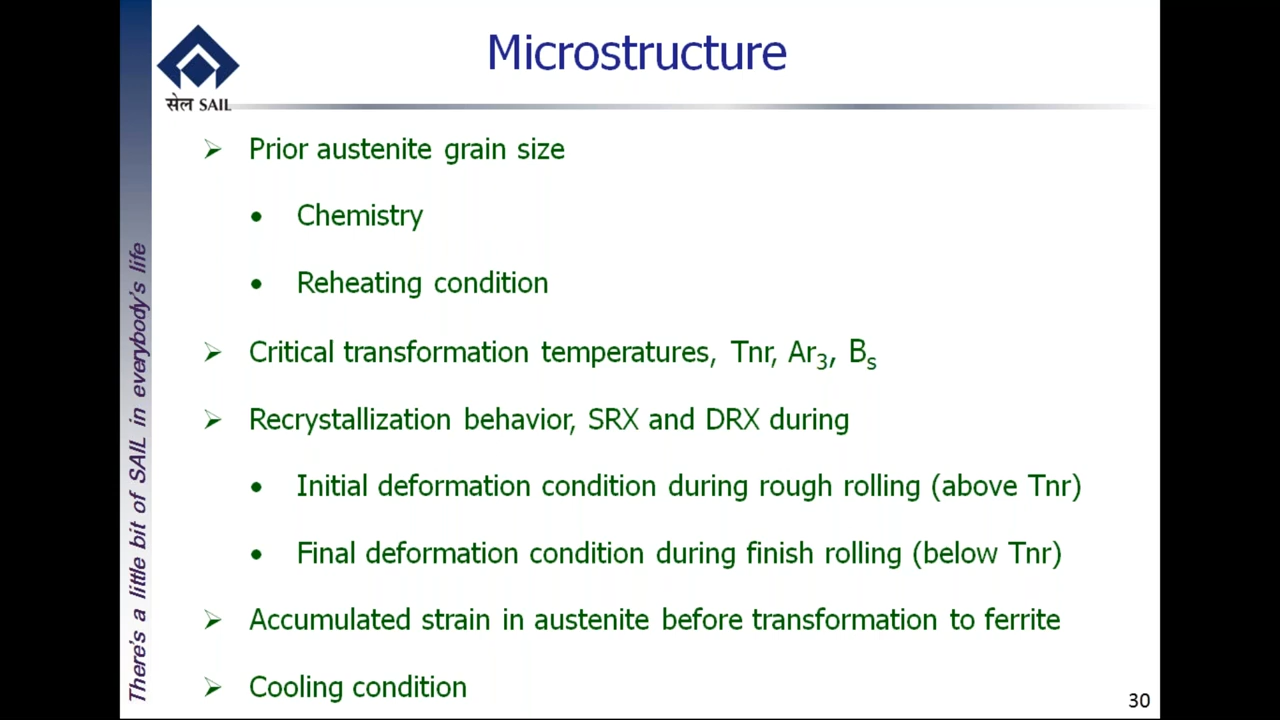 Microstructure
सेल SAIL
Prior austenite grain size
Chemistry
Reheating condition
Critical transformation temperatures, Tnr, Ar₃, Bₛ
Recrystallization behavior, SRX and DRX during
Initial deformation condition during rough rolling (above Tnr)
Final deformation condition during finish rolling (below Tnr)
Accumulated strain in austenite before transformation to ferrite
Cooling condition
There's a little bit of SAIL in everybody's life
30